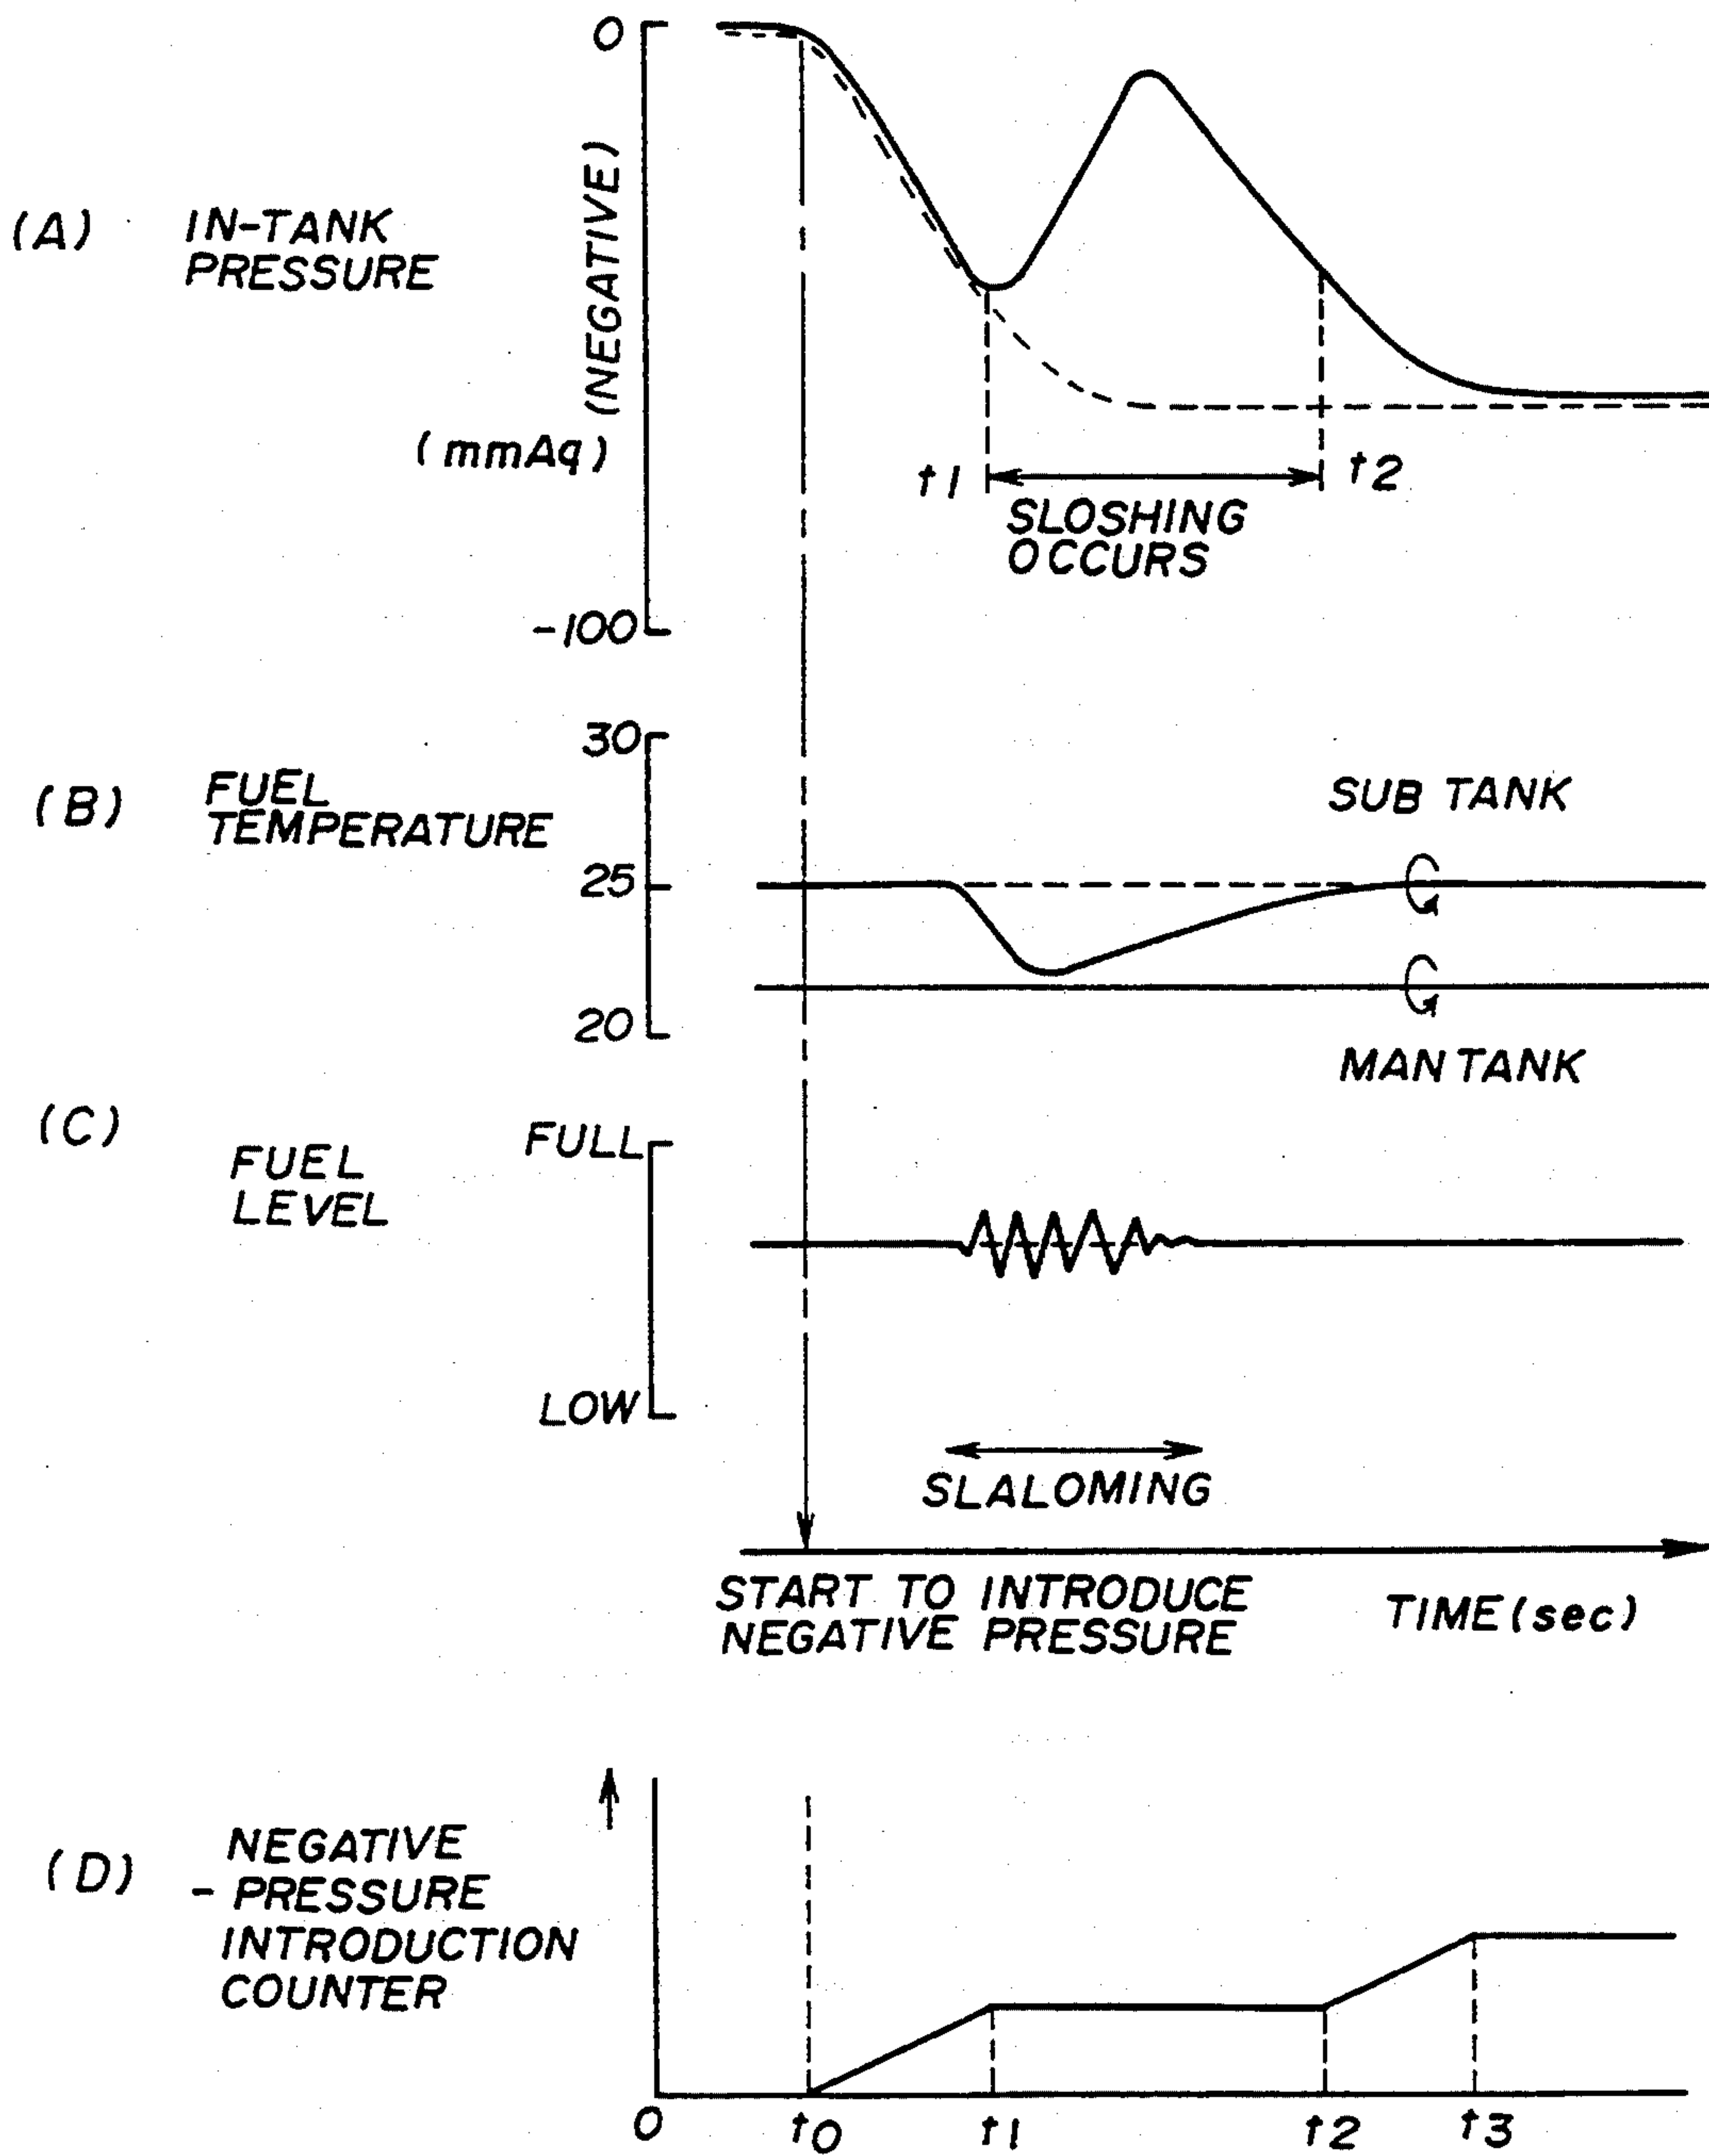 0
(NEGATIVE)
(A) IN-TANK
PRESSURE
(mmAq)
t1
t2
SLOSHING
OCCURS
-100
30
(B) FUEL
TEMPERATURE
SUB TANK
25
20
MAN TANK
(C)
FULL
FUEL
LEVEL
LOW
SLALOMING
START TO INTRODUCE
NEGATIVE PRESSURE
TIME (sec)
(D) NEGATIVE
- PRESSURE
INTRODUCTION
COUNTER
0 t0 t1 t2 t3